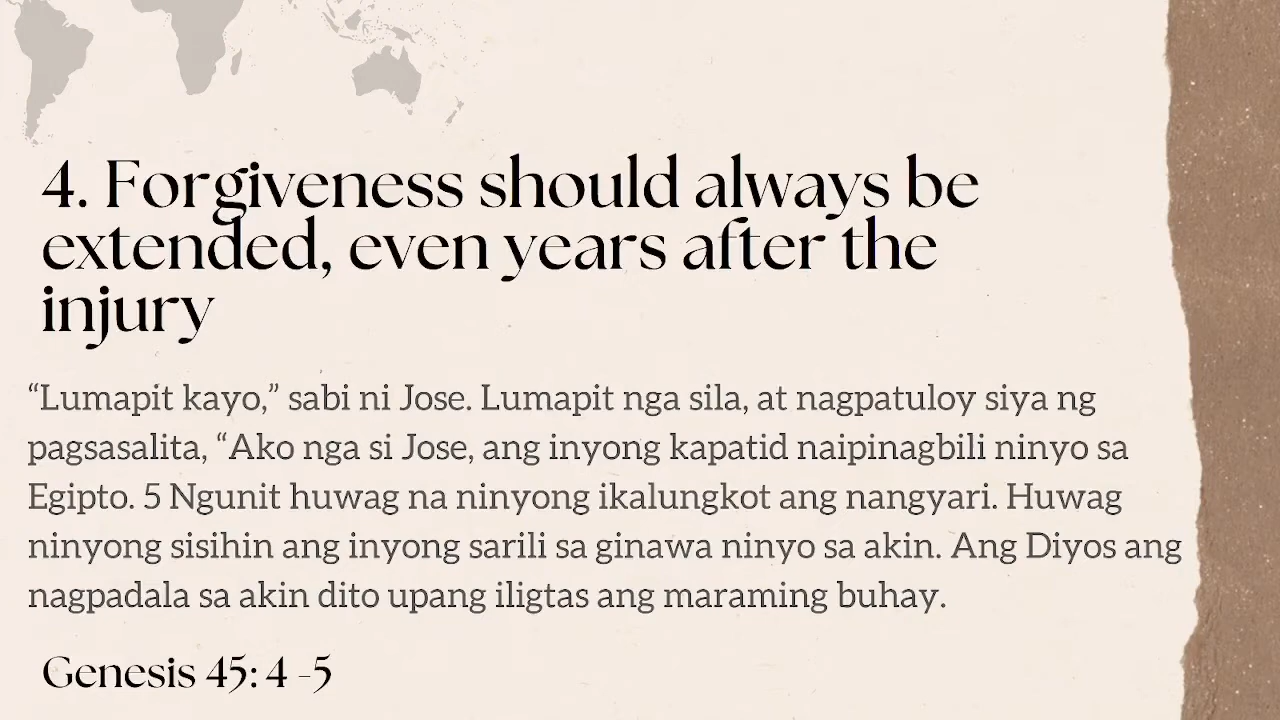 4. Forgiveness should always be
extended, even years after the
injury
“Lumapit kayo,” sabi ni Jose. Lumapit nga sila, at nagpatuloy siya ng
pagsasalita, “Ako nga si Jose, ang inyong kapatid naipinagbili ninyo sa
Egipto. 5 Ngunit huwag na ninyong ikalungkot ang nangyari. Huwag
ninyong sisihin ang inyong sarili sa ginawa ninyo sa akin. Ang Diyos ang
nagpadala sa akin dito upang iligtas ang maraming buhay.
Genesis 45: 4 -5